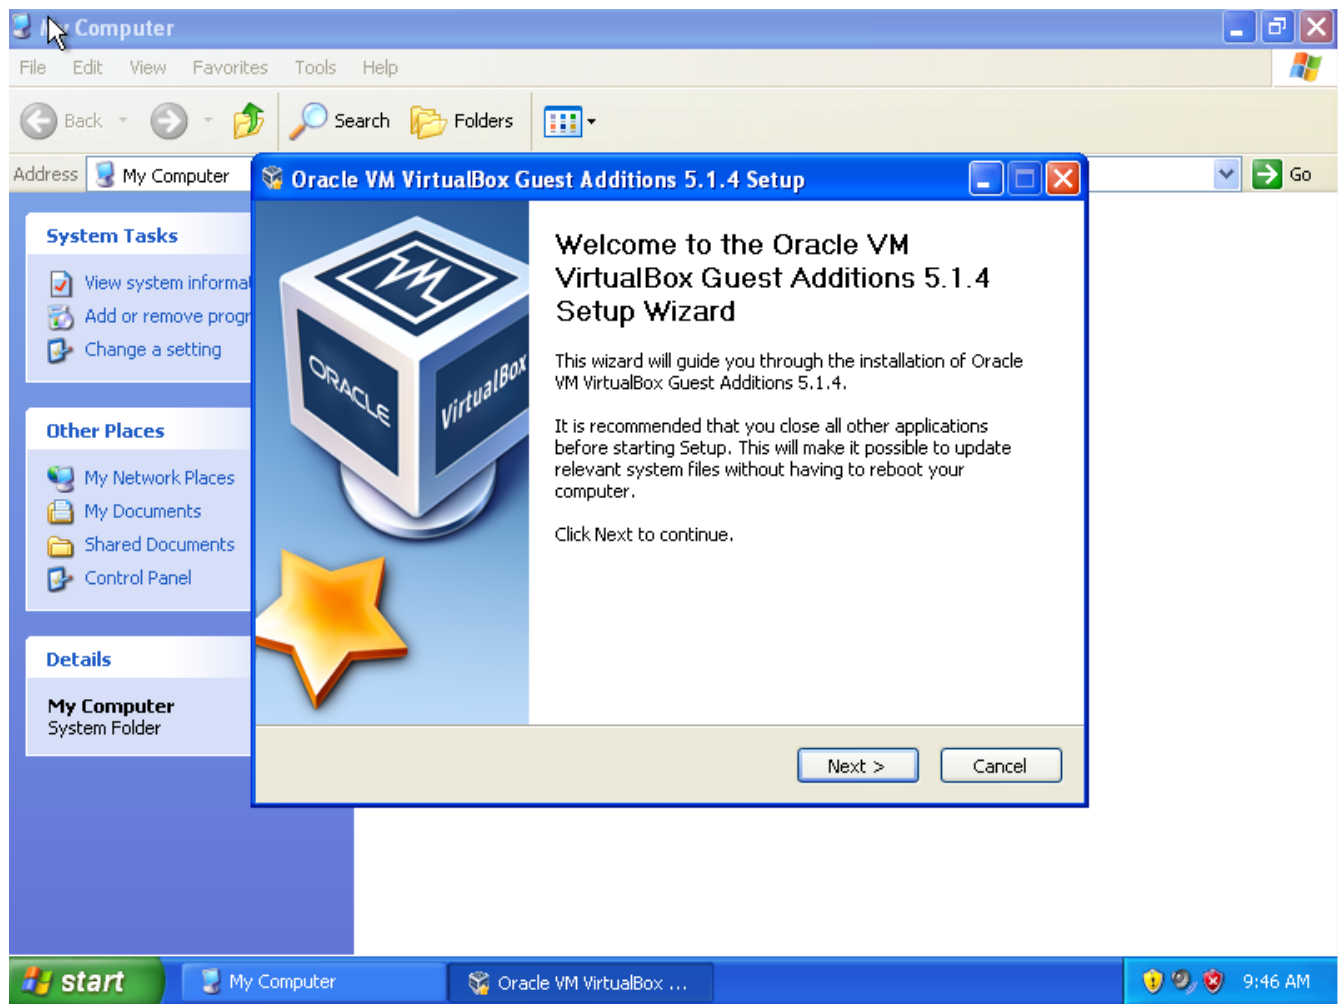 My Computer
File Edit View Favorites Tools Help
Back Search Folders
Address My Computer Go
Oracle VM VirtualBox Guest Additions 5.1.4 Setup
System Tasks
View system informa
Add or remove progr
Change a setting
Other Places
My Network Places
My Documents
Shared Documents
Control Panel
Details
My Computer
System Folder
ORACLE
VirtualBox
Welcome to the Oracle VM
VirtualBox Guest Additions 5.1.4
Setup Wizard
This wizard will guide you through the installation of Oracle
VM VirtualBox Guest Additions 5.1.4.
It is recommended that you close all other applications
before starting Setup. This will make it possible to update
relevant system files without having to reboot your
computer.
Click Next to continue.
Next > Cancel
start My Computer Oracle VM VirtualBox ... 9:46 AM